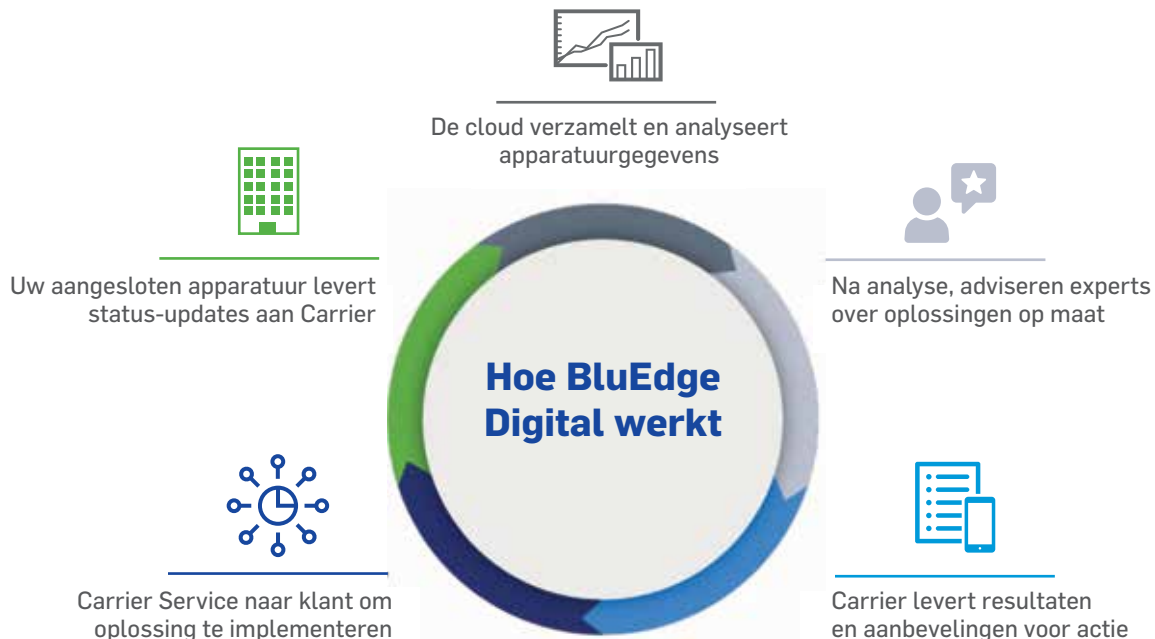 De cloud verzamelt en analyseert
apparatuurgegevens
Uw aangesloten apparatuur levert
status-updates aan Carrier
Na analyse, adviseren experts
over oplossingen op maat
Hoe BluEdge
Digital werkt
Carrier Service naar klant om
oplossing te implementeren
Carrier levert resultaten
en aanbevelingen voor actie